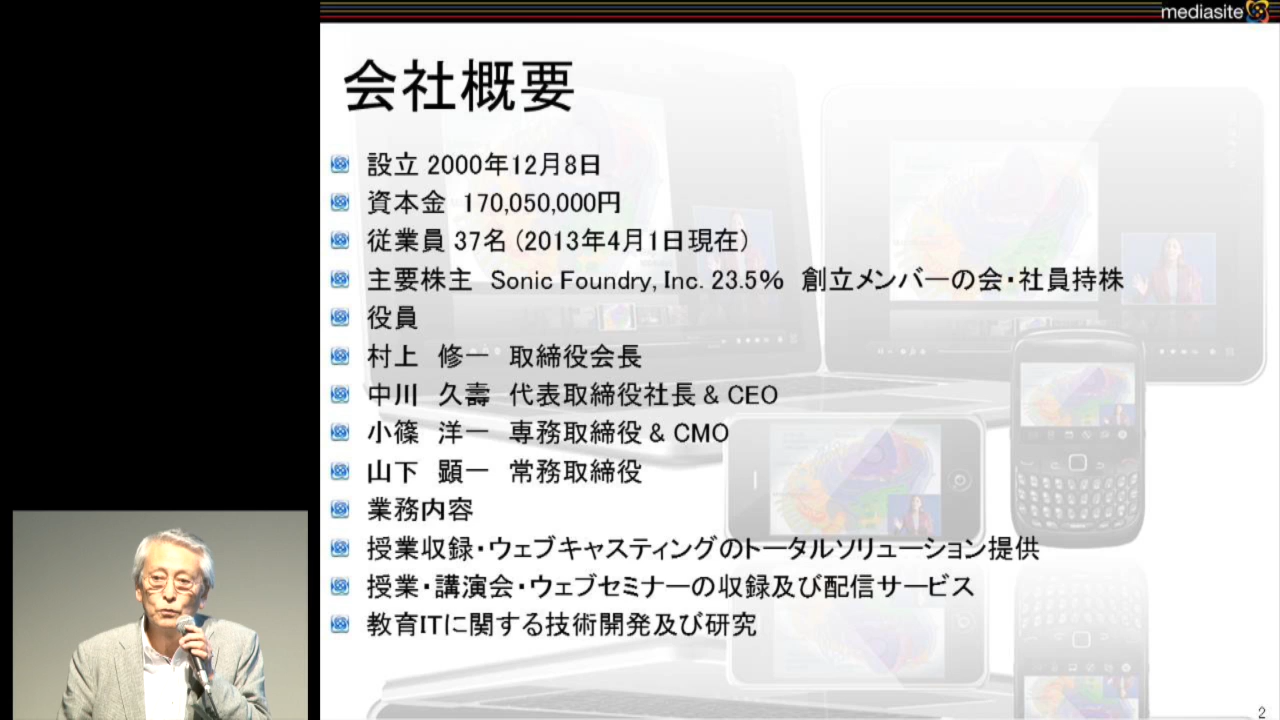 mediasite
会社概要
設立 2000年12月8日
資本金 170,050,000円
従業員 37名 (2013年4月1日現在)
主要株主 Sonic Foundry, Inc. 23.5% 創立メンバーの会・社員持株
役員
村上 修一 取締役会長
中川 久壽 代表取締役社長 & CEO
小篠 洋一 専務取締役 & CMO
山下 顕一 常務取締役
業務内容
授業収録・ウェブキャスティングのトータルソリューション提供
授業・講演会・ウェブセミナーの収録及び配信サービス
教育ITに関する技術開発及び研究
2